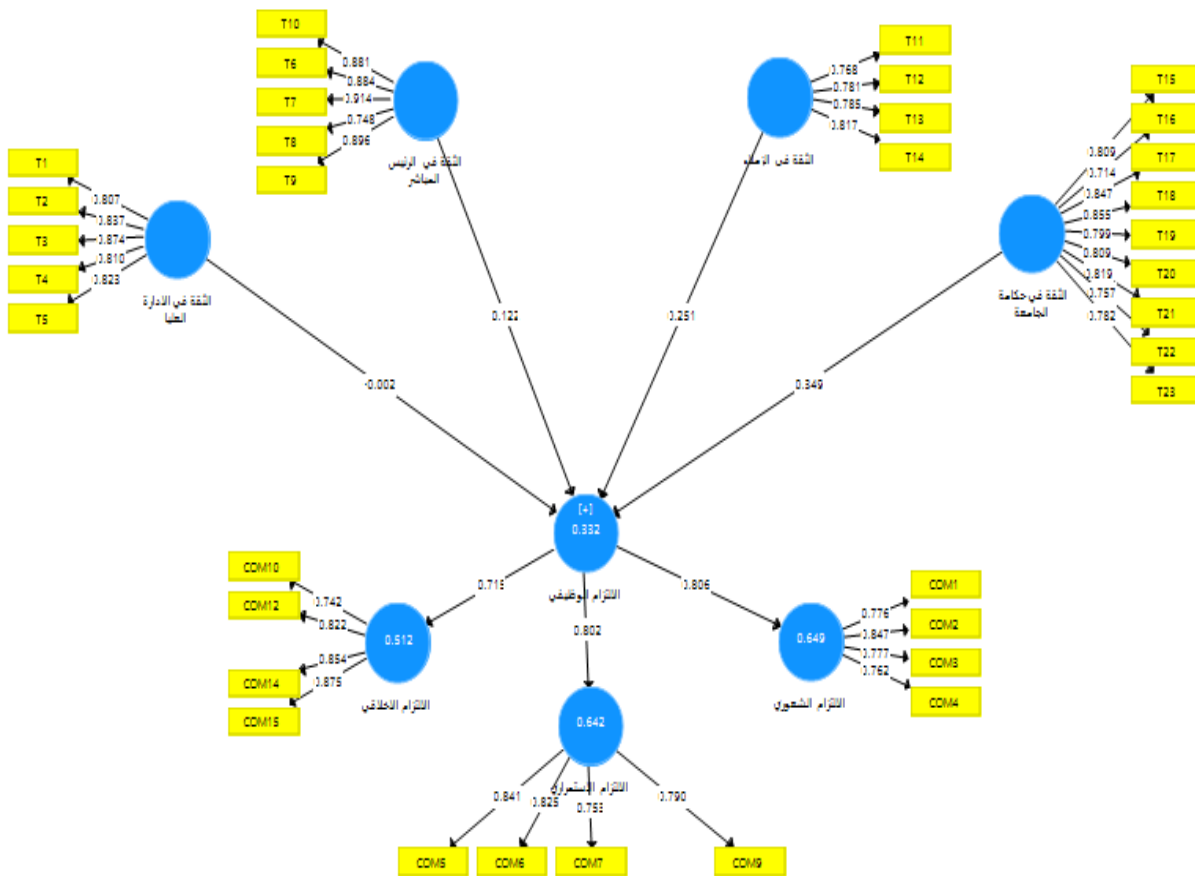 T10
T6
T7
T8
T9
0.881
0.884
0.914
0.748
0.896
الثقة في الرئيس
المباشر
T11
T12
T13
T14
0.768
0.781
0.785
0.817
الثقة في الزملاء
T15
T16
T17
T18
T19
T20
T21
T22
T23
0.809
0.714
0.847
0.855
0.799
0.809
0.819
0.757
0.782
الثقة في حكامة
الجامعة
T1
T2
T3
T4
T5
0.807
0.837
0.874
0.810
0.823
الثقة في الادارة
العليا
-0.002
0.122
0.251
0.349
[+]
0.332
الالتزام الوظيفي
0.715
0.802
0.806
COM10
COM12
COM14
COM15
0.742
0.822
0.854
0.875
0.512
الالتزام الاخلاقي
0.649
الالتزام الشعوري
0.776
0.847
0.777
0.762
COM1
COM2
COM3
COM4
0.642
الالتزام الاستمراري
0.841
0.825
0.753
0.790
COM5
COM6
COM7
COM9